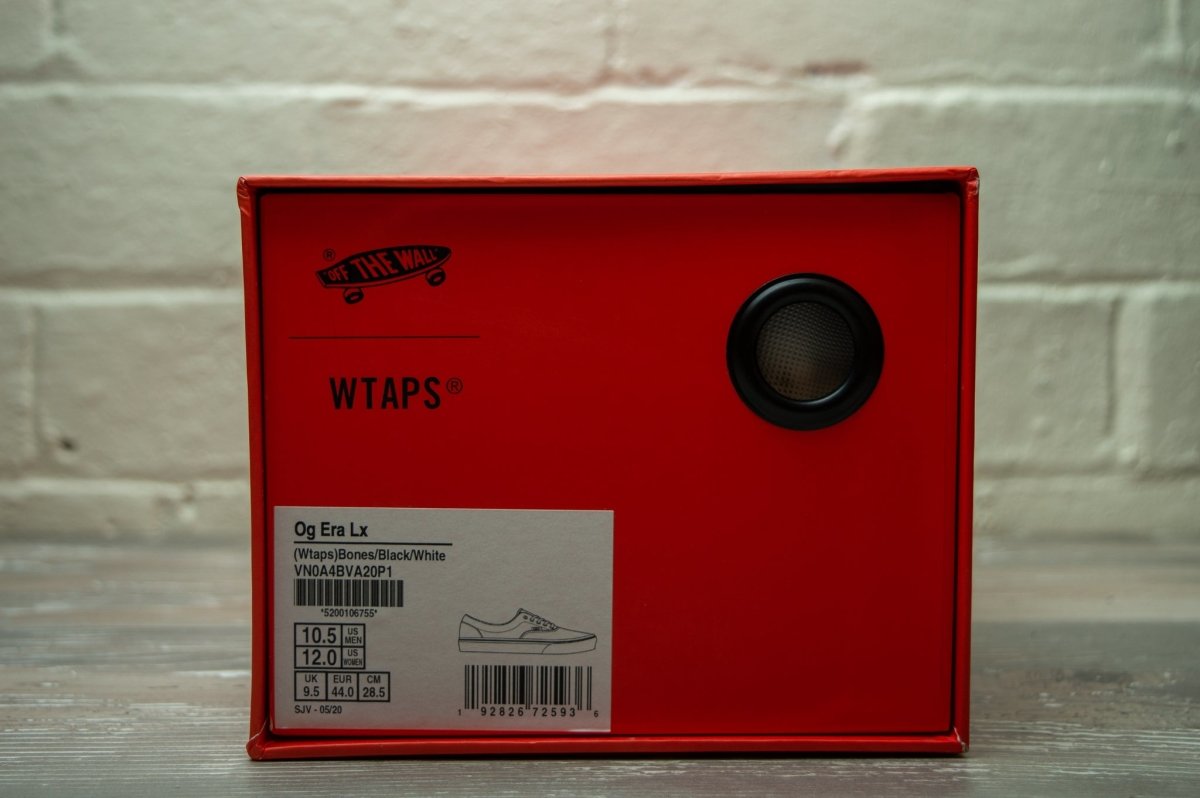 ®
"OFF THE WALL"
WTAPS®
Og Era Lx
(Wtaps)Bones/Black/White
VN0A4BVA20P1
*5200106755*
10.5 US MEN
12.0 US WOMEN
UK EUR CM
9.5 44.0 28.5
SJV - 05/20
1 92826 72593 6